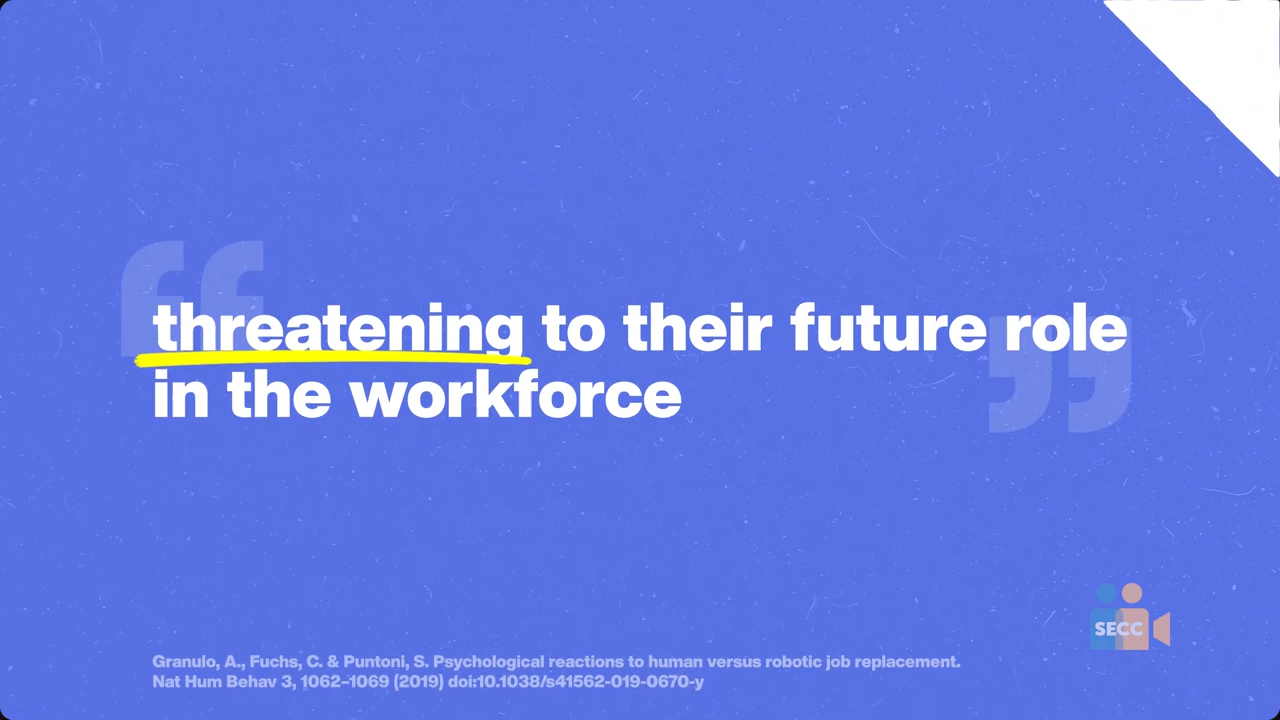 “threatening to their future role
in the workforce”
SECC
Granulo, A., Fuchs, C. & Puntoni, S. Psychological reactions to human versus robotic job replacement.
Nat Hum Behav 3, 1062–1069 (2019) doi:10.1038/s41562-019-0670-y